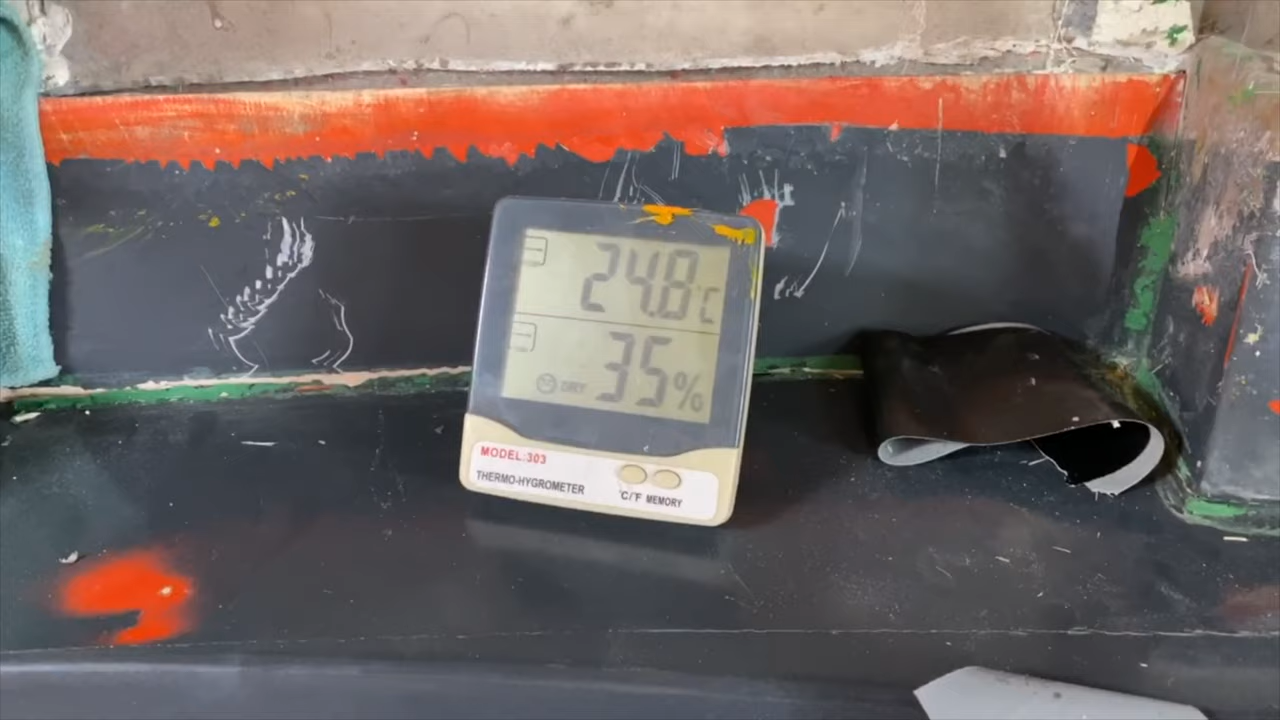 24.8°C
35%
DRY
MODEL:303
THERMO-HYGROMETER
°C/°F MEMORY